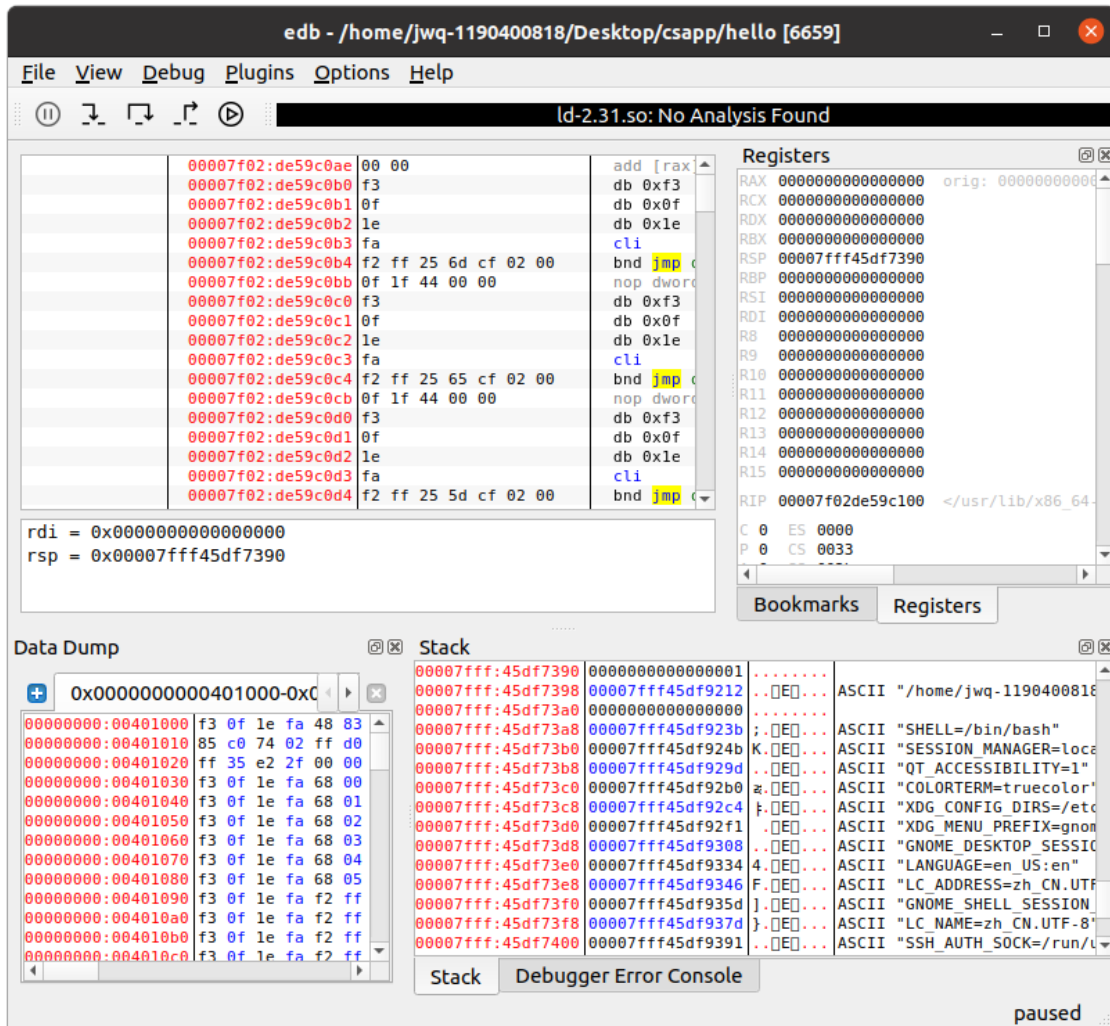 edb - /home/jwq-1190400818/Desktop/csapp/hello [6659]
File View Debug Plugins Options Help
ld-2.31.so: No Analysis Found
00007f02:de59c0ae 00 00 add [rax]
00007f02:de59c0b0 f3 db 0xf3
00007f02:de59c0b1 0f db 0x0f
00007f02:de59c0b2 1e db 0x1e
00007f02:de59c0b3 fa cli
00007f02:de59c0b4 f2 ff 25 6d cf 02 00 bnd jmp
00007f02:de59c0bb 0f 1f 44 00 00 nop dword
00007f02:de59c0c0 f3 db 0xf3
00007f02:de59c0c1 0f db 0x0f
00007f02:de59c0c2 1e db 0x1e
00007f02:de59c0c3 fa cli
00007f02:de59c0c4 f2 ff 25 65 cf 02 00 bnd jmp
00007f02:de59c0cb 0f 1f 44 00 00 nop dword
00007f02:de59c0d0 f3 db 0xf3
00007f02:de59c0d1 0f db 0x0f
00007f02:de59c0d2 1e db 0x1e
00007f02:de59c0d3 fa cli
00007f02:de59c0d4 f2 ff 25 5d cf 02 00 bnd jmp
rdi = 0x0000000000000000
rsp = 0x00007fff45df7390
Registers
RAX 0000000000000000 orig: 00000000000
RCX 0000000000000000
RDX 0000000000000000
RBX 0000000000000000
RSP 00007fff45df7390
RBP 0000000000000000
RSI 0000000000000000
RDI 0000000000000000
R8 0000000000000000
R9 0000000000000000
R10 0000000000000000
R11 0000000000000000
R12 0000000000000000
R13 0000000000000000
R14 0000000000000000
R15 0000000000000000
RIP 00007f02de59c100 </usr/lib/x86_64-
C 0 ES 0000
P 0 CS 0033
Bookmarks Registers
Data Dump
0x0000000000401000-0x0
00000000:00401000 f3 0f 1e fa 48 83
00000000:00401010 85 c0 74 02 ff d0
00000000:00401020 ff 35 e2 2f 00 00
00000000:00401030 f3 0f 1e fa 68 00
00000000:00401040 f3 0f 1e fa 68 01
00000000:00401050 f3 0f 1e fa 68 02
00000000:00401060 f3 0f 1e fa 68 03
00000000:00401070 f3 0f 1e fa 68 04
00000000:00401080 f3 0f 1e fa 68 05
00000000:00401090 f3 0f 1e fa f2 ff
00000000:004010a0 f3 0f 1e fa f2 ff
00000000:004010b0 f3 0f 1e fa f2 ff
00000000:004010c0 f3 0f 1e fa f2 ff
Stack
00007fff:45df7390 0000000000000001 ........
00007fff:45df7398 00007fff45df9212 ..E... ASCII "/home/jwq-1190400818
00007fff:45df73a0 0000000000000000 ........
00007fff:45df73a8 00007fff45df923b ;.E... ASCII "SHELL=/bin/bash"
00007fff:45df73b0 00007fff45df924b K.E... ASCII "SESSION_MANAGER=loca
00007fff:45df73b8 00007fff45df929d ..E... ASCII "QT_ACCESSIBILITY=1"
00007fff:45df73c0 00007fff45df92b0 .E... ASCII "COLORTERM=truecolor"
00007fff:45df73c8 00007fff45df92c4 .E... ASCII "XDG_CONFIG_DIRS=/etc
00007fff:45df73d0 00007fff45df92f1 .E... ASCII "XDG_MENU_PREFIX=gnom
00007fff:45df73d8 00007fff45df9308 ..E... ASCII "GNOME_DESKTOP_SESSIO
00007fff:45df73e0 00007fff45df9334 4.E... ASCII "LANGUAGE=en_US:en"
00007fff:45df73e8 00007fff45df9346 F.E... ASCII "LC_ADDRESS=zh_CN.UTF
00007fff:45df73f0 00007fff45df935d ].E... ASCII "GNOME_SHELL_SESSION_
00007fff:45df73f8 00007fff45df937d }.E... ASCII "LC_NAME=zh_CN.UTF-8"
00007fff:45df7400 00007fff45df9391 ..E... ASCII "SSH_AUTH_SOCK=/run/u
Stack Debugger Error Console
paused